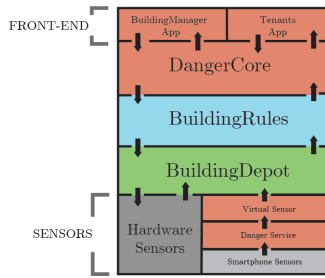 FRONT-END
BuildingManager
App
Tenants
App
DangerCore
BuildingRules
BuildingDepot
SENSORS
Hardware
Sensors
Virtual Sensor
Danger Service
Smartphone Sensors